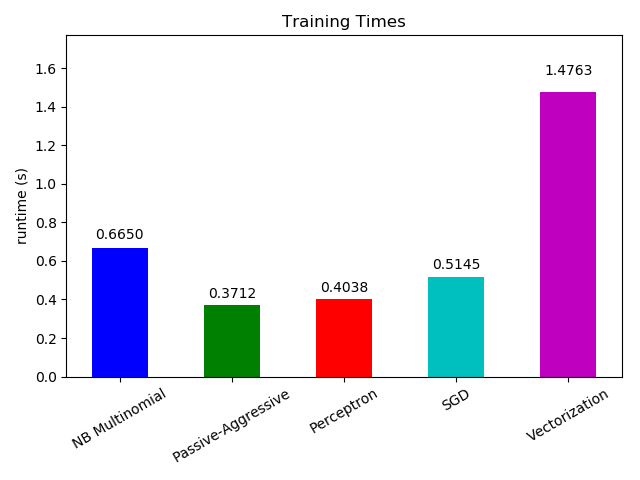 Training Times
runtime (s)
1.6
1.4
1.2
1.0
0.8
0.6
0.4
0.2
0.0
0.6650
0.3712
0.4038
0.5145
1.4763
NB Multinomial
Passive-Aggressive
Perceptron
SGD
Vectorization